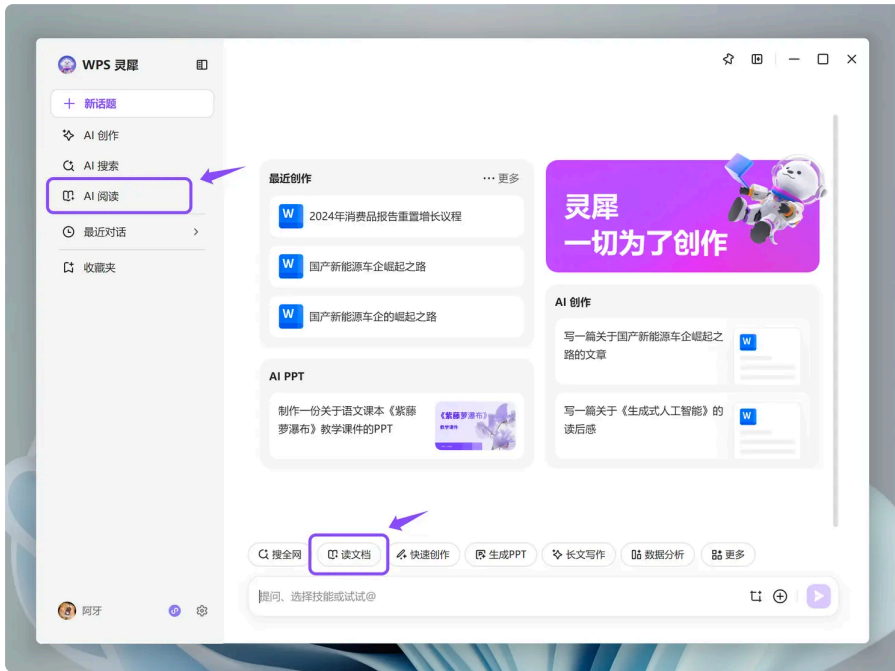 WPS 灵犀
新话题
AI 创作
AI 搜索
AI 阅读
最近对话
收藏夹
阿牙
最近创作
··· 更多
W
2024年消费品报告重置增长议程
W
国产新能源车企崛起之路
W
国产新能源车企的崛起之路
AI PPT
制作一份关于语文课本《紫藤
萝瀑布》教学课件的PPT
《紫藤罗瀑布》
教学课件
灵犀
一切为了创作
AI 创作
写一篇关于国产新能源车企崛起之
路的文章
W
写一篇关于《生成式人工智能》的
读后感
W
搜全网
读文档
快速创作
生成PPT
长文写作
数据分析
更多
提问、选择技能或试试@